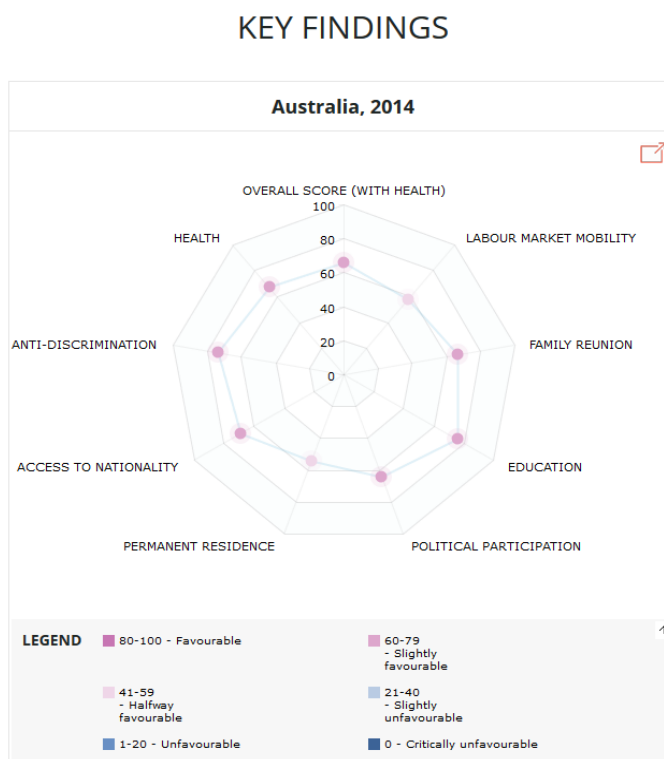 KEY FINDINGS
Australia, 2014
OVERALL SCORE (WITH HEALTH)
100
HEALTH
LABOUR MARKET MOBILITY
80
60
ANTI-DISCRIMINATION
FAMILY REUNION
40
20
0
ACCESS TO NATIONALITY
EDUCATION
PERMANENT RESIDENCE
POLITICAL PARTICIPATION
LEGEND
80-100 - Favourable
60-79
- Slightly
favourable
41-59
- Halfway
favourable
21-40
- Slightly
unfavourable
1-20 - Unfavourable
0 - Critically unfavourable